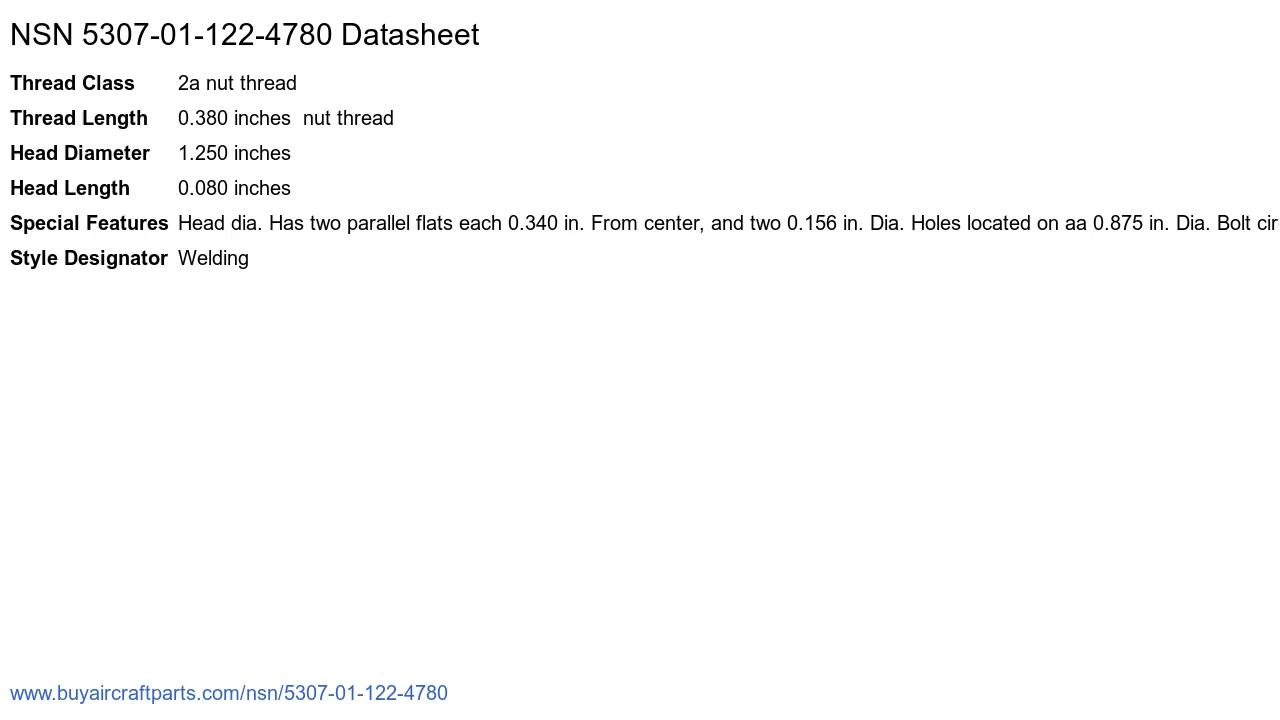 NSN 5307-01-122-4780 Datasheet
Thread Class 2a nut thread
Thread Length 0.380 inches  nut thread
Head Diameter 1.250 inches
Head Length 0.080 inches
Special Features Head dia. Has two parallel flats each 0.340 in. From center, and two 0.156 in. Dia. Holes located on aa 0.875 in. Dia. Bolt cir
Style Designator Welding
www.buyaircraftparts.com/nsn/5307-01-122-4780